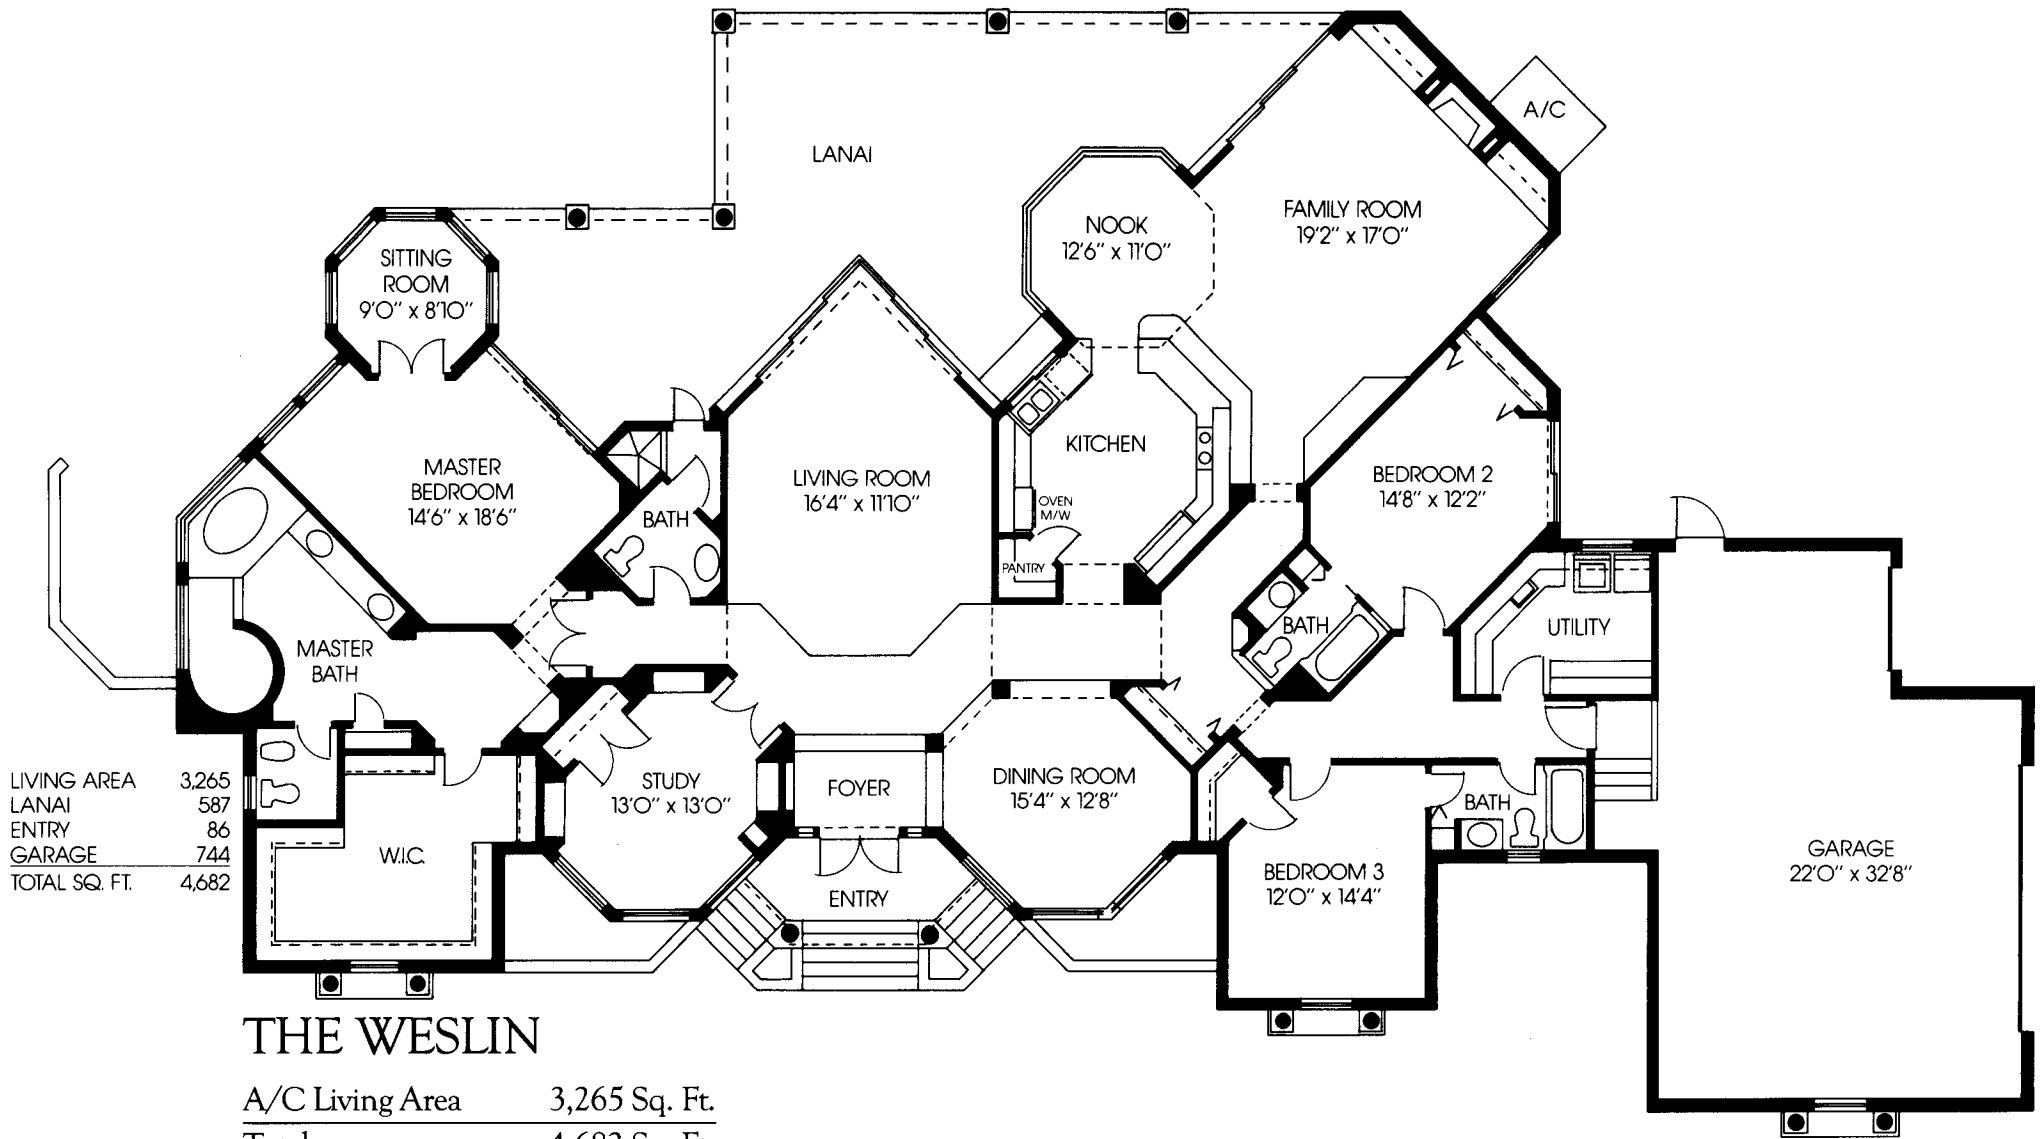 A/C
LANAI
FAMILY ROOM
19'2" x 17'0"
NOOK
12'6" x 11'0"
SITTING
ROOM
9'0" x 8'10"
KITCHEN
MASTER
BEDROOM
14'6" x 18'6"
LIVING ROOM
16'4" x 11'10"
BEDROOM 2
14'8" x 12'2"
OVEN
M/W
BATH
PANTRY
BATH
UTILITY
MASTER
BATH
STUDY
13'0" x 13'0"
FOYER
DINING ROOM
15'4" x 12'8"
LIVING AREA 3,265
LANAI 587
ENTRY 86
GARAGE 744
TOTAL SQ. FT. 4,682
BATH
W.I.C.
GARAGE
22'0" x 32'8"
BEDROOM 3
12'0" x 14'4"
ENTRY
THE WESLIN
A/C Living Area 3,265 Sq. Ft.